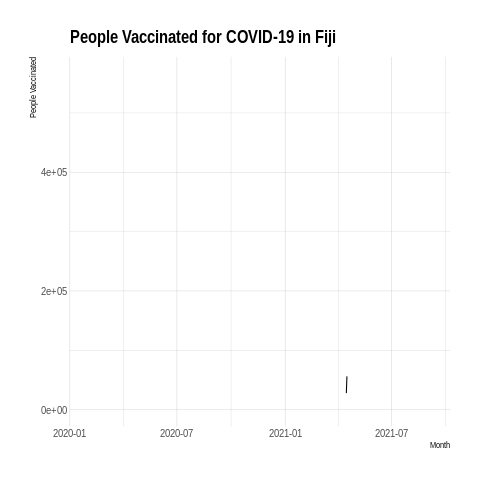 People Vaccinated for COVID-19 in Fiji
People Vaccinated
4e+05
2e+05
0e+00
2020-01
2020-07
2021-01
2021-07
Month